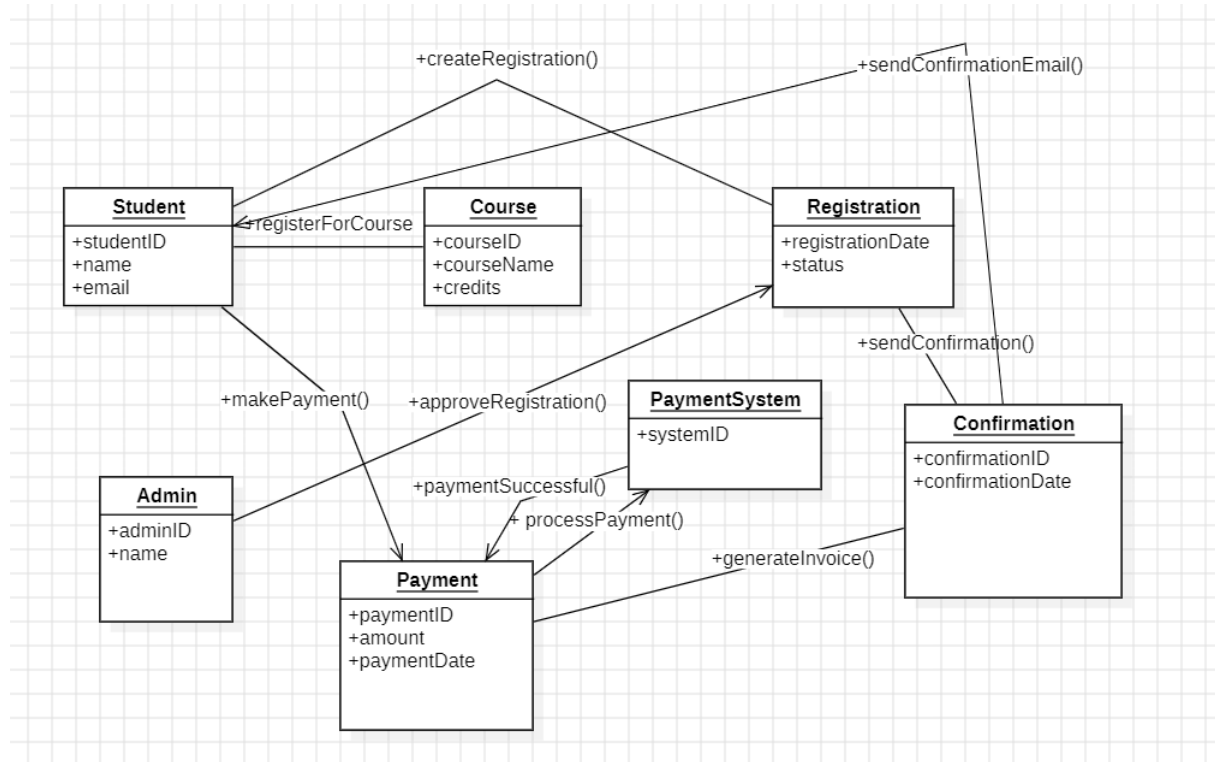 +createRegistration()
+sendConfirmationEmail()
Student
+studentID
+name
+email
+registerForCourse
Course
+courseID
+courseName
+credits
Registration
+registrationDate
+status
+sendConfirmation()
+makePayment()
+approveRegistration()
PaymentSystem
+systemID
Confirmation
+confirmationID
+confirmationDate
Admin
+adminID
+name
+paymentSuccessful()
+ processPayment()
+generateInvoice()
Payment
+paymentID
+amount
+paymentDate